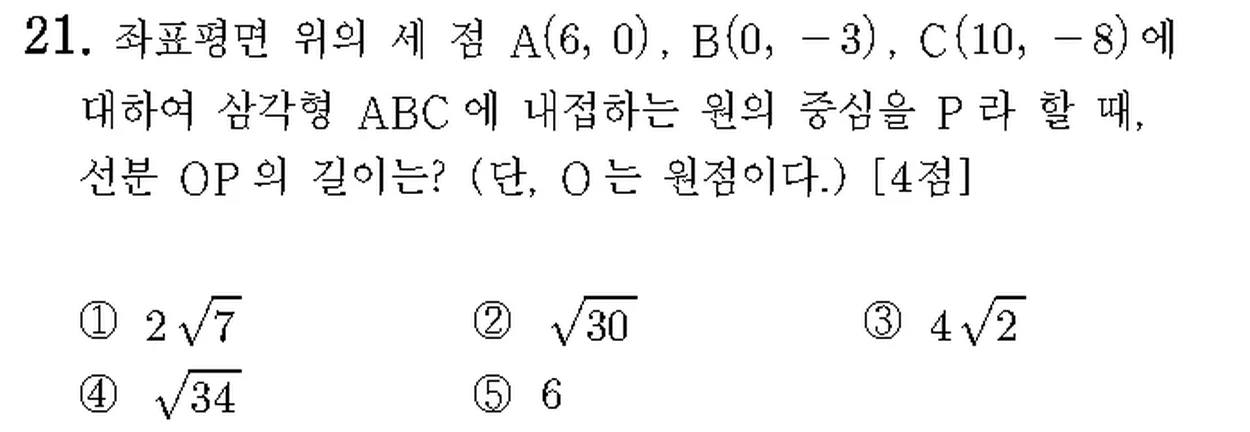 21. 좌표평면 위의 세 점 A(6, 0), B(0, −3), C(10, −8)에
대하여 삼각형 ABC에 내접하는 원의 중심을 P라 할 때,
선분 OP의 길이는? (단, O는 원점이다.) [4점]
① 2√7 ② √30 ③ 4√2
④ √34 ⑤ 6